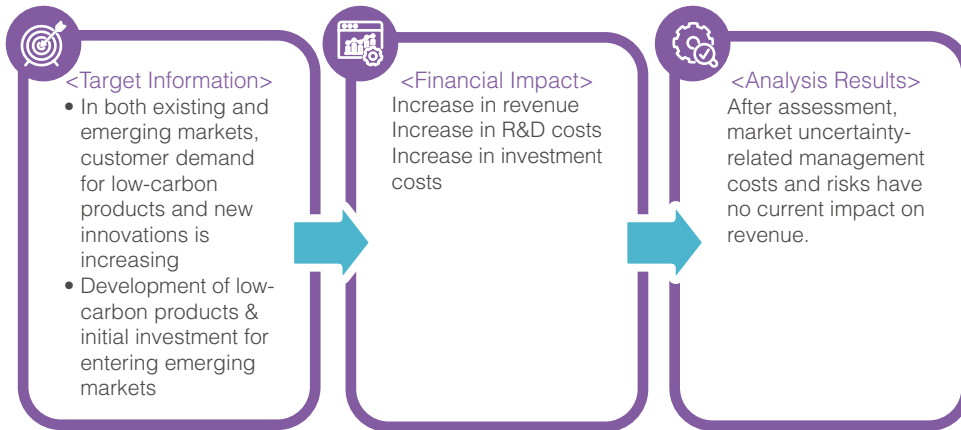 <Target Information>
• In both existing and
emerging markets,
customer demand
for low-carbon
products and new
innovations is
increasing
• Development of low-
carbon products &
initial investment for
entering emerging
markets
<Financial Impact>
Increase in revenue
Increase in R&D costs
Increase in investment
costs
<Analysis Results>
After assessment,
market uncertainty-
related management
costs and risks have
no current impact on
revenue.